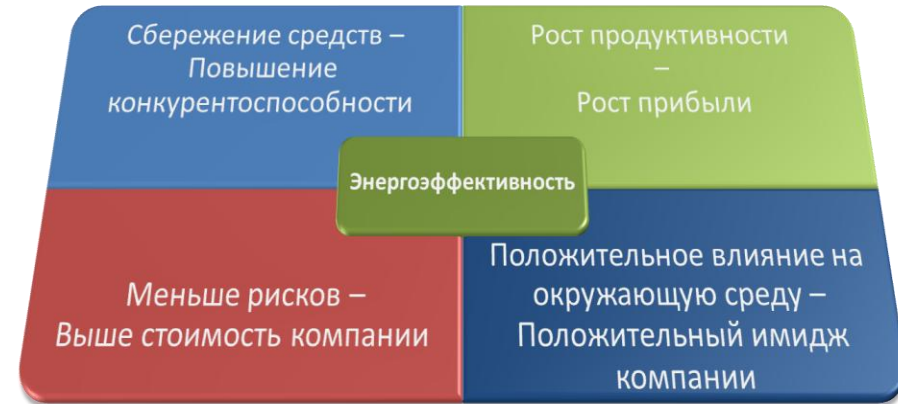 Сбережение средств –
Повышение
конкурентоспособности
Рост продуктивности
–
Рост прибыли
Энергоэффективность
Меньше рисков –
Выше стоимость компании
Положительное влияние на
окружающую среду –
Положительный имидж
компании